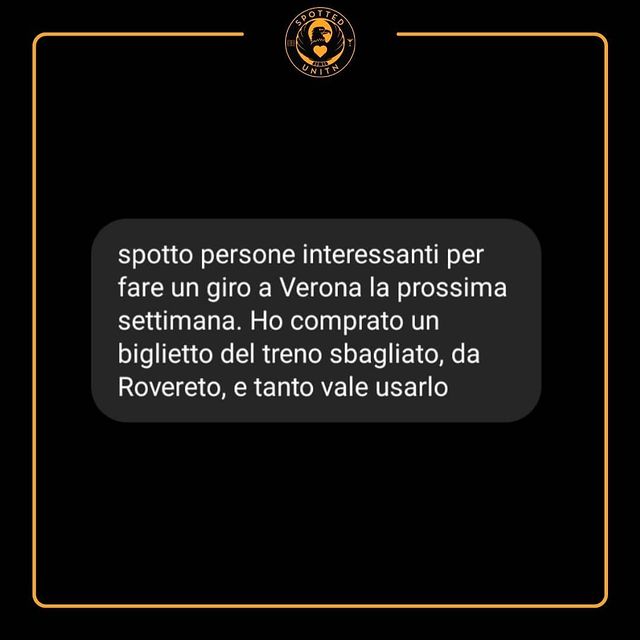 SPOTTED
UNITN
spotto persone interessanti per
fare un giro a Verona la prossima
settimana. Ho comprato un
biglietto del treno sbagliato, da
Rovereto, e tanto vale usarlo